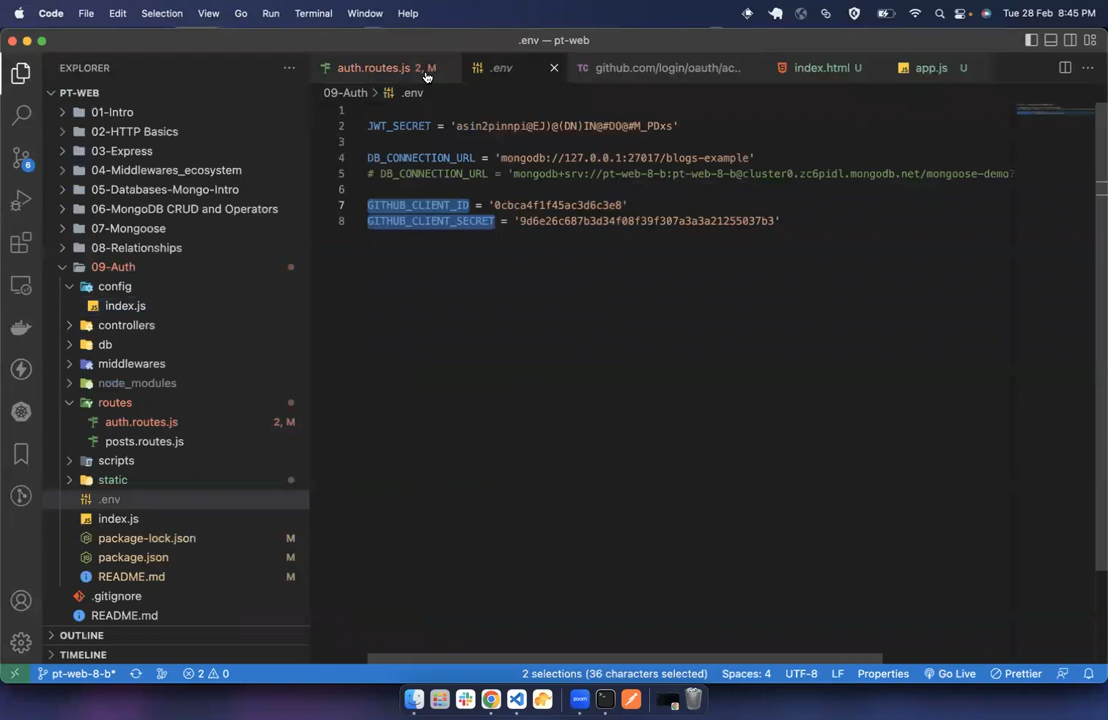 Code File Edit Selection View Go Run Terminal Window Help Tue 28 Feb 8:45 PM
.env — pt-web
EXPLORER
auth.routes.js 2, M
.env
github.com/login/oauth/ac..
index.html U
app.js U
09-Auth > .env
PT-WEB
01-Intro
02-HTTP Basics
03-Express
04-Middlewares_ecosystem
05-Databases-Mongo-Intro
06-MongoDB CRUD and Operators
07-Mongoose
08-Relationships
09-Auth
config
index.js
controllers
db
middlewares
node_modules
routes
auth.routes.js 2, M
posts.routes.js
scripts
static
.env
index.js
package-lock.json M
package.json M
README.md M
.gitignore
README.md
OUTLINE
TIMELINE
6
1
2 JWT_SECRET = 'asin2pinnpi@EJ)@(DN)IN@#DO@#M_PDxs'
3
4 DB_CONNECTION_URL = 'mongodb://127.0.0.1:27017/blogs-example'
5 # DB_CONNECTION_URL = 'mongodb+srv://pt-web-8-b:pt-web-8-b@cluster0.zc6pidl.mongodb.net/mongoose-demo?
6
7 GITHUB_CLIENT_ID = '0cbca4f1f45ac3d6c3e8'
8 GITHUB_CLIENT_SECRET = '9d6e26c687b3d34f08f39f307a3a3a21255037b3'
pt-web-8-b* 2 0 2 selections (36 characters selected) Spaces: 4 UTF-8 LF Properties Go Live Prettier
zoom